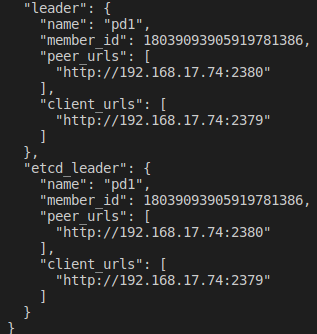 "leader": {
"name": "pd1",
"member_id": 18039093905919781386,
"peer_urls": [
"http://192.168.17.74:2380"
],
"client_urls": [
"http://192.168.17.74:2379"
]
},
"etcd_leader": {
"name": "pd1",
"member_id": 18039093905919781386,
"peer_urls": [
"http://192.168.17.74:2380"
],
"client_urls": [
"http://192.168.17.74:2379"
]
}
}